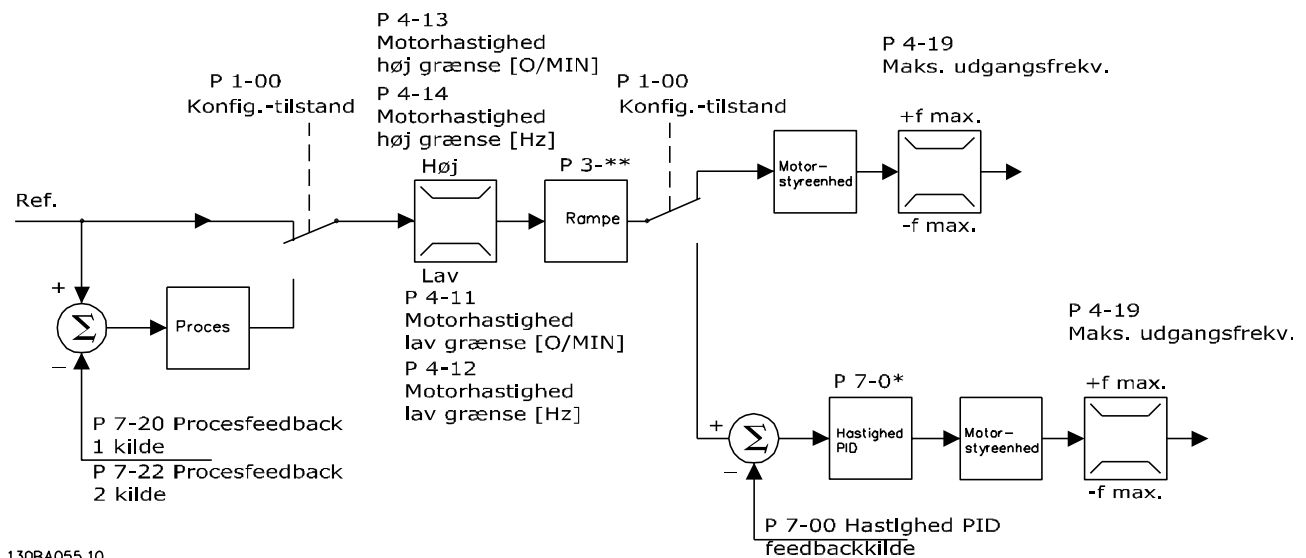 P 4-13
Motorhastighed
høj grænse [O/MIN]
P 4-14
Motorhastighed
høj grænse [Hz]
P 1-00
Konfig.-tilstand
P 1-00
Konfig.-tilstand
P 4-19
Maks. udgangsfrekv.
+f max.
Høj
P 3-**
Motor-
styreenhed
Ref.
Rampe
-f max.
Lav
P 4-11
Motorhastighed
lav grænse [O/MIN]
P 4-12
Motorhastighed
lav grænse [Hz]
+
Σ
Proces
−
P 7-20 Procesfeedback
1 kilde
P 7-22 Procesfeedback
2 kilde
P 4-19
Maks. udgangsfrekv.
P 7-0*
+f max.
+
Σ
−
Hastighed
PID
Motor-
styreenhed
-f max.
P 7-00 Hastighed PID
feedbackkilde
130BA055.10